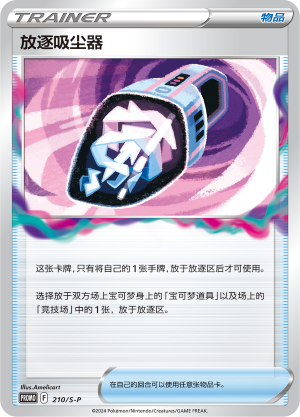 TRAINER
物品
放逐吸尘器
这张卡牌,只有将自己的1张手牌,放于放逐区后才可使用。
选择放于双方场上宝可梦身上的「宝可梦道具」以及场上的
「竞技场」中的1张,放于放逐区。
Illus.Amelicart
PROMO F 210/S-P
在自己的回合可以使用任意张物品卡。
©2024 Pokémon/Nintendo/Creatures/GAME FREAK.